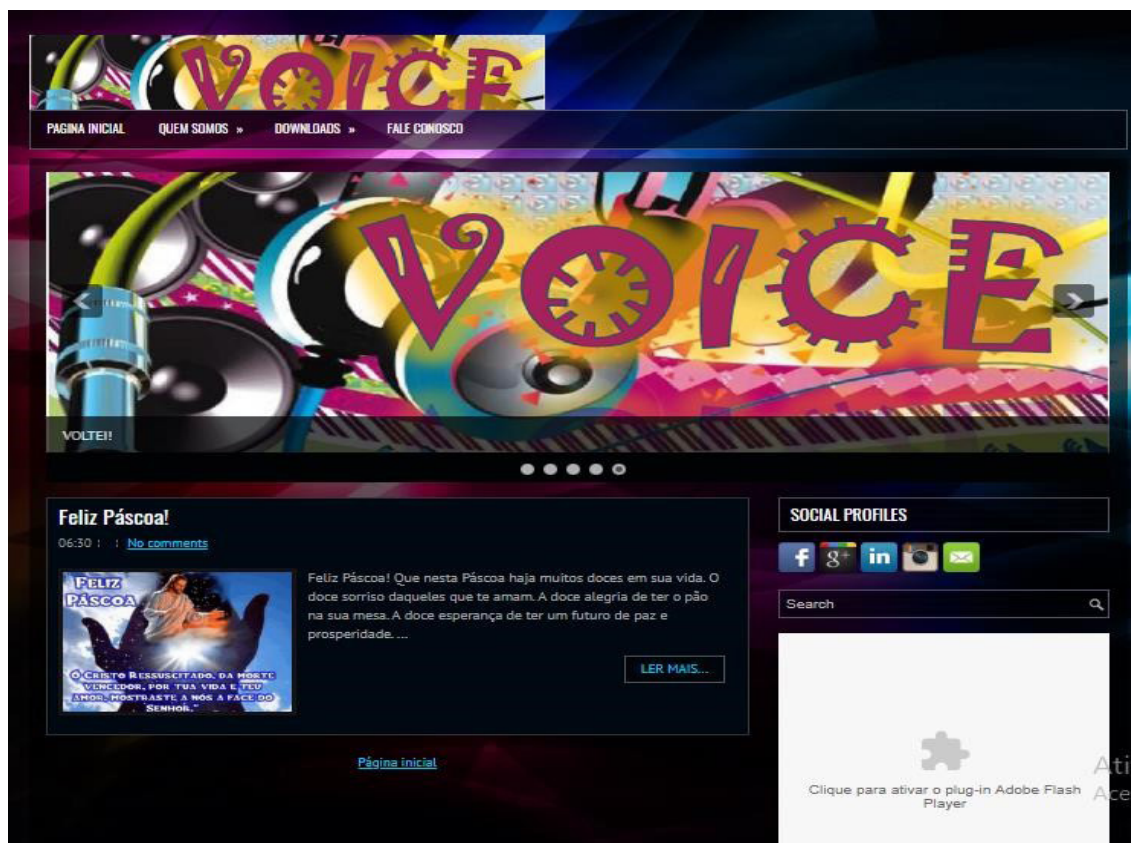 VOICE
PAGINA INICIAL QUEM SOMOS » DOWNLOADS » FALE CONOSCO
VOICE
VOLTEI!
Feliz Páscoa!
06:30 : : No comments
FELIZ
PÁSCOA
O CRISTO RESSUSCITADO, DA MORTE
VENCEDOR, POR TUA VIDA E TEU
AMOR, MOSTRASTE A NÓS A FACE DO
SENHOR."
Feliz Páscoa! Que nesta Páscoa haja muitos doces em sua vida. O
doce sorriso daqueles que te amam. A doce alegria de ter o pão
na sua mesa. A doce esperança de ter um futuro de paz e
prosperidade. ...
LER MAIS...
Página inicial
SOCIAL PROFILES
f g+ in
Search
Clique para ativar o plug-in Adobe Flash
Player
Ati
Ace